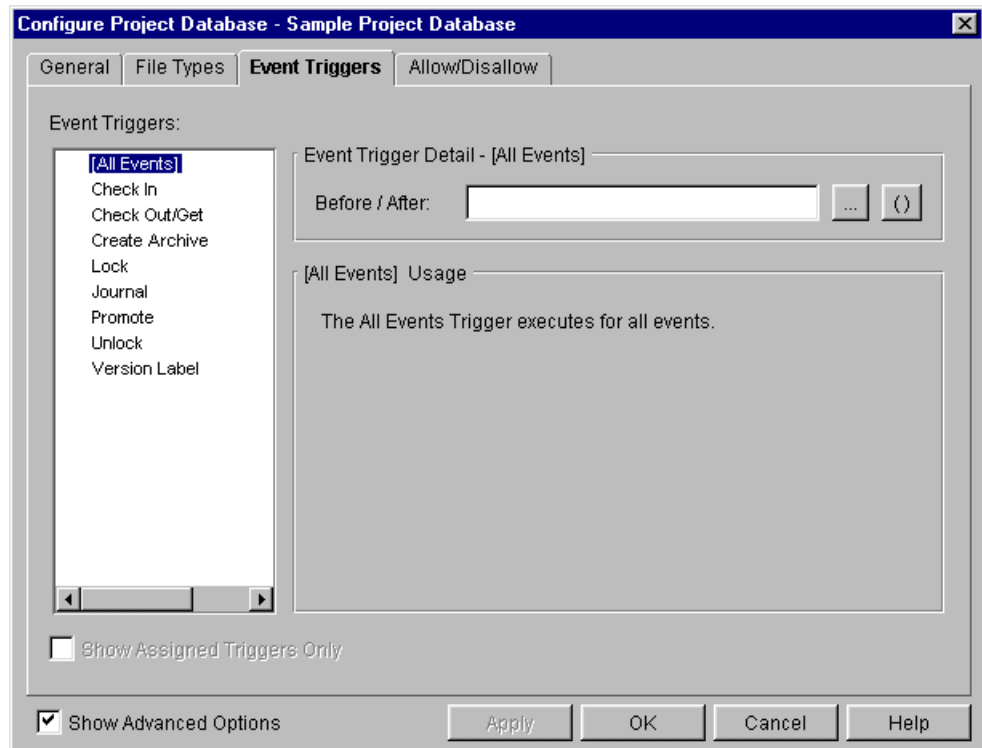 Configure Project Database - Sample Project Database
General File Types Event Triggers Allow/Disallow
Event Triggers:
[All Events]
Check In
Check Out/Get
Create Archive
Lock
Journal
Promote
Unlock
Version Label
Event Trigger Detail - [All Events]
Before / After:
... ()
[All Events] Usage
The All Events Trigger executes for all events.
Show Assigned Triggers Only
Show Advanced Options
Apply OK Cancel Help